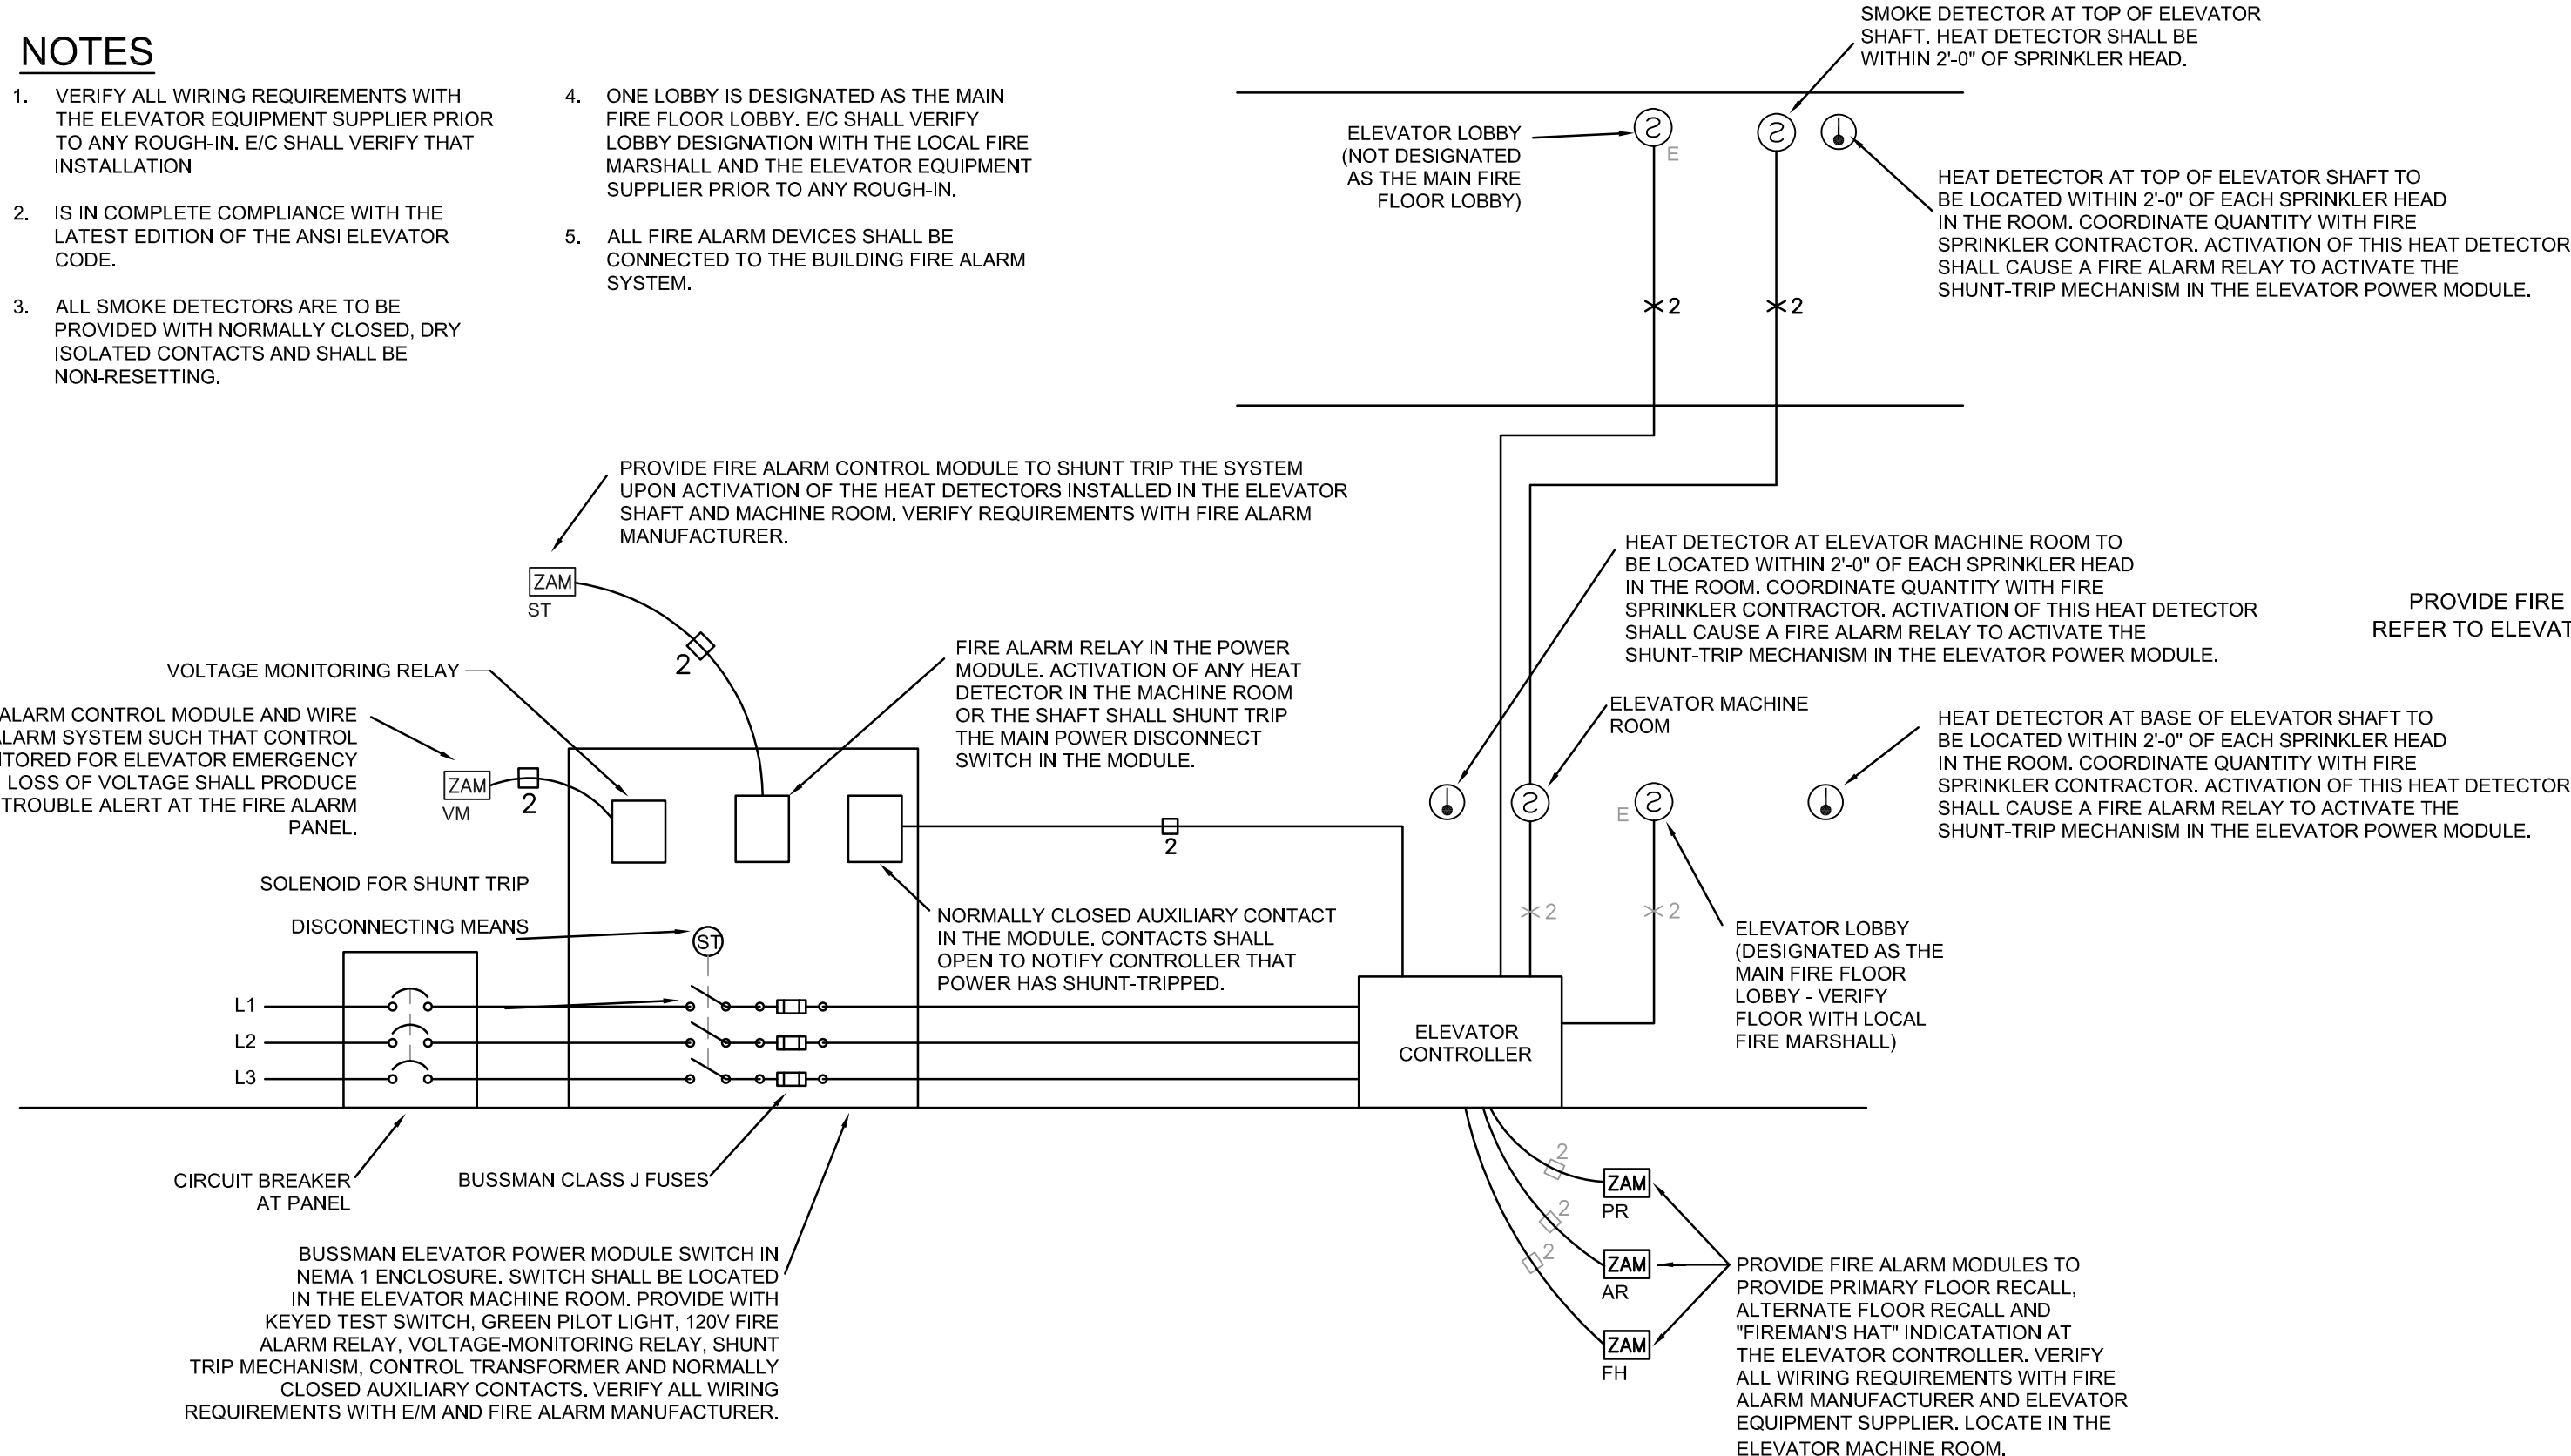 NOTES
1. VERIFY ALL WIRING REQUIREMENTS WITH
THE ELEVATOR EQUIPMENT SUPPLIER PRIOR
TO ANY ROUGH-IN. E/C SHALL VERIFY THAT
INSTALLATION
2. IS IN COMPLETE COMPLIANCE WITH THE
LATEST EDITION OF THE ANSI ELEVATOR
CODE.
3. ALL SMOKE DETECTORS ARE TO BE
PROVIDED WITH NORMALLY CLOSED, DRY
ISOLATED CONTACTS AND SHALL BE
NON-RESETTING.
4. ONE LOBBY IS DESIGNATED AS THE MAIN
FIRE FLOOR LOBBY. E/C SHALL VERIFY
LOBBY DESIGNATION WITH THE LOCAL FIRE
MARSHALL AND THE ELEVATOR EQUIPMENT
SUPPLIER PRIOR TO ANY ROUGH-IN.
5. ALL FIRE ALARM DEVICES SHALL BE
CONNECTED TO THE BUILDING FIRE ALARM
SYSTEM.
SMOKE DETECTOR AT TOP OF ELEVATOR
SHAFT. HEAT DETECTOR SHALL BE
WITHIN 2'-0" OF SPRINKLER HEAD.
ELEVATOR LOBBY
(NOT DESIGNATED
AS THE MAIN FIRE
FLOOR LOBBY)
E
HEAT DETECTOR AT TOP OF ELEVATOR SHAFT TO
BE LOCATED WITHIN 2'-0" OF EACH SPRINKLER HEAD
IN THE ROOM. COORDINATE QUANTITY WITH FIRE
SPRINKLER CONTRACTOR. ACTIVATION OF THIS HEAT DETECTOR
SHALL CAUSE A FIRE ALARM RELAY TO ACTIVATE THE
SHUNT-TRIP MECHANISM IN THE ELEVATOR POWER MODULE.
2
2
PROVIDE FIRE ALARM CONTROL MODULE TO SHUNT TRIP THE SYSTEM
UPON ACTIVATION OF THE HEAT DETECTORS INSTALLED IN THE ELEVATOR
SHAFT AND MACHINE ROOM. VERIFY REQUIREMENTS WITH FIRE ALARM
MANUFACTURER.
ZAM
ST
2
HEAT DETECTOR AT ELEVATOR MACHINE ROOM TO
BE LOCATED WITHIN 2'-0" OF EACH SPRINKLER HEAD
IN THE ROOM. COORDINATE QUANTITY WITH FIRE
SPRINKLER CONTRACTOR. ACTIVATION OF THIS HEAT DETECTOR
SHALL CAUSE A FIRE ALARM RELAY TO ACTIVATE THE
SHUNT-TRIP MECHANISM IN THE ELEVATOR POWER MODULE.
PROVIDE FIRE
REFER TO ELEVAT
VOLTAGE MONITORING RELAY
FIRE ALARM RELAY IN THE POWER
MODULE. ACTIVATION OF ANY HEAT
DETECTOR IN THE MACHINE ROOM
OR THE SHAFT SHALL SHUNT TRIP
THE MAIN POWER DISCONNECT
SWITCH IN THE MODULE.
ALARM CONTROL MODULE AND WIRE
ALARM SYSTEM SUCH THAT CONTROL
ITORED FOR ELEVATOR EMERGENCY
LOSS OF VOLTAGE SHALL PRODUCE
TROUBLE ALERT AT THE FIRE ALARM
PANEL.
ZAM
VM
2
ELEVATOR MACHINE
ROOM
E
HEAT DETECTOR AT BASE OF ELEVATOR SHAFT TO
BE LOCATED WITHIN 2'-0" OF EACH SPRINKLER HEAD
IN THE ROOM. COORDINATE QUANTITY WITH FIRE
SPRINKLER CONTRACTOR. ACTIVATION OF THIS HEAT DETECTOR
SHALL CAUSE A FIRE ALARM RELAY TO ACTIVATE THE
SHUNT-TRIP MECHANISM IN THE ELEVATOR POWER MODULE.
2
SOLENOID FOR SHUNT TRIP
DISCONNECTING MEANS
ST
NORMALLY CLOSED AUXILIARY CONTACT
IN THE MODULE. CONTACTS SHALL
OPEN TO NOTIFY CONTROLLER THAT
POWER HAS SHUNT-TRIPPED.
2
2
ELEVATOR LOBBY
(DESIGNATED AS THE
MAIN FIRE FLOOR
LOBBY - VERIFY
FLOOR WITH LOCAL
FIRE MARSHALL)
L1
L2
L3
ELEVATOR
CONTROLLER
CIRCUIT BREAKER
AT PANEL
BUSSMAN CLASS J FUSES
BUSSMAN ELEVATOR POWER MODULE SWITCH IN
NEMA 1 ENCLOSURE. SWITCH SHALL BE LOCATED
IN THE ELEVATOR MACHINE ROOM. PROVIDE WITH
KEYED TEST SWITCH, GREEN PILOT LIGHT, 120V FIRE
ALARM RELAY, VOLTAGE-MONITORING RELAY, SHUNT
TRIP MECHANISM, CONTROL TRANSFORMER AND NORMALLY
CLOSED AUXILIARY CONTACTS. VERIFY ALL WIRING
REQUIREMENTS WITH E/M AND FIRE ALARM MANUFACTURER.
2
ZAM
PR
2
ZAM
AR
2
ZAM
FH
PROVIDE FIRE ALARM MODULES TO
PROVIDE PRIMARY FLOOR RECALL,
ALTERNATE FLOOR RECALL AND
"FIREMAN'S HAT" INDICATATION AT
THE ELEVATOR CONTROLLER. VERIFY
ALL WIRING REQUIREMENTS WITH FIRE
ALARM MANUFACTURER AND ELEVATOR
EQUIPMENT SUPPLIER. LOCATE IN THE
ELEVATOR MACHINE ROOM.